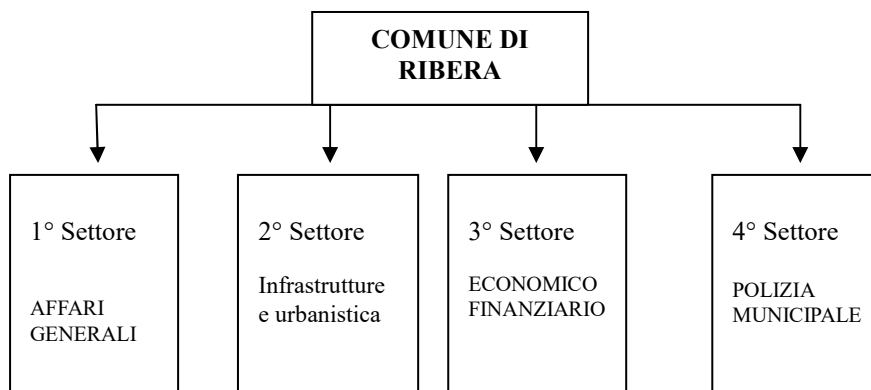 COMUNE DI
RIBERA
1° Settore
AFFARI
GENERALI
2° Settore
Infrastrutture
e urbanistica
3° Settore
ECONOMICO
FINANZIARIO
4° Settore
POLIZIA
MUNICIPALE